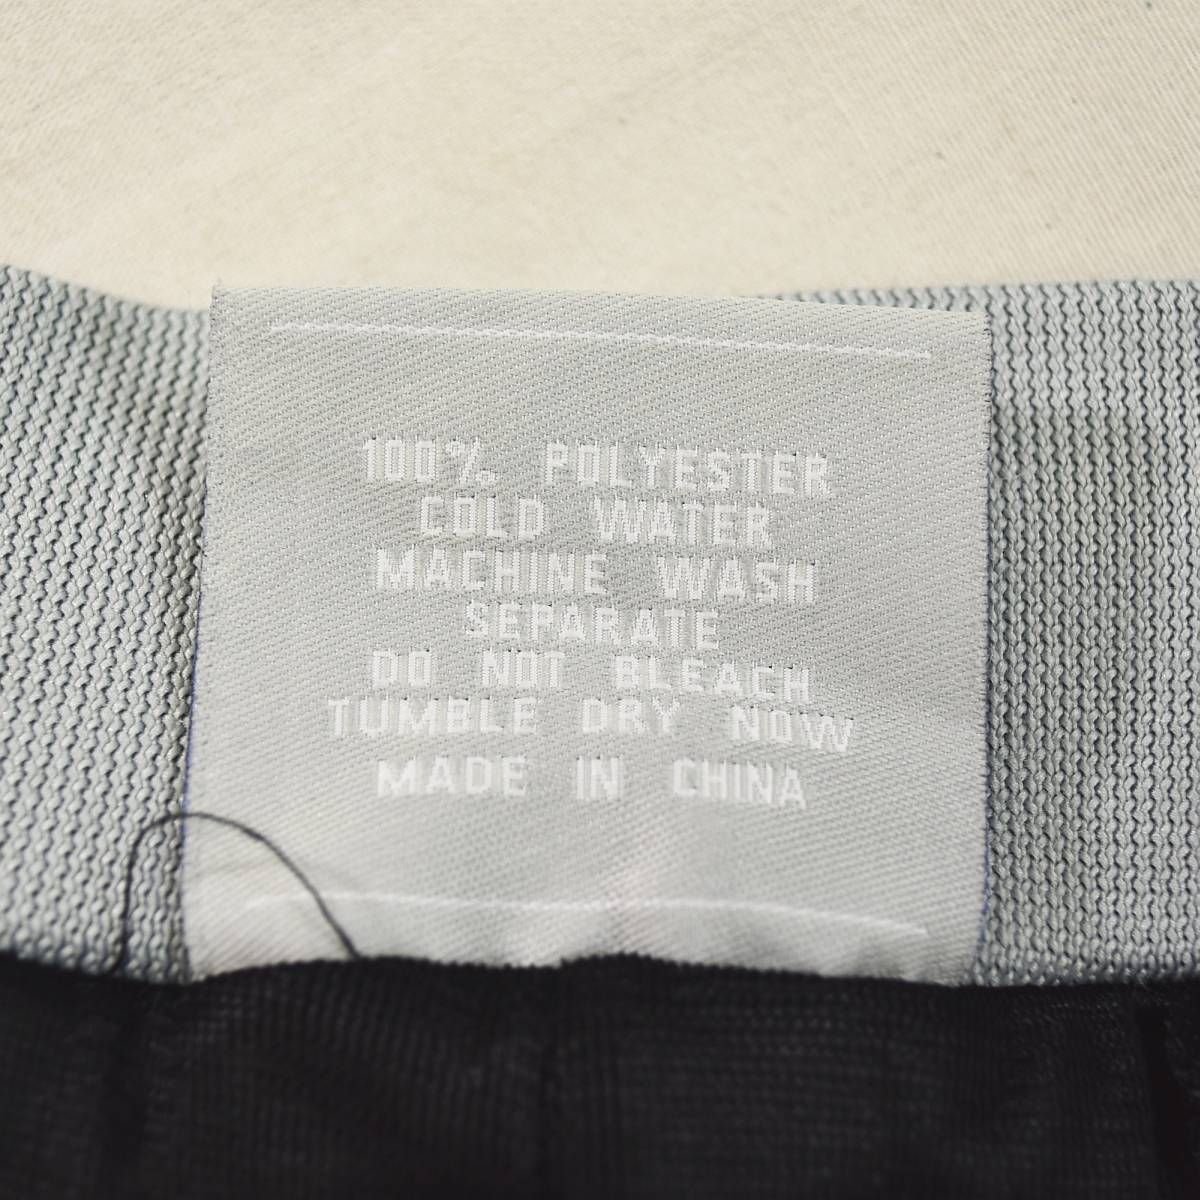 100% POLYESTER
COLD WATER
MACHINE WASH
SEPARATE
DO NOT BLEACH
TUMBLE DRY NOW
MADE IN CHINA